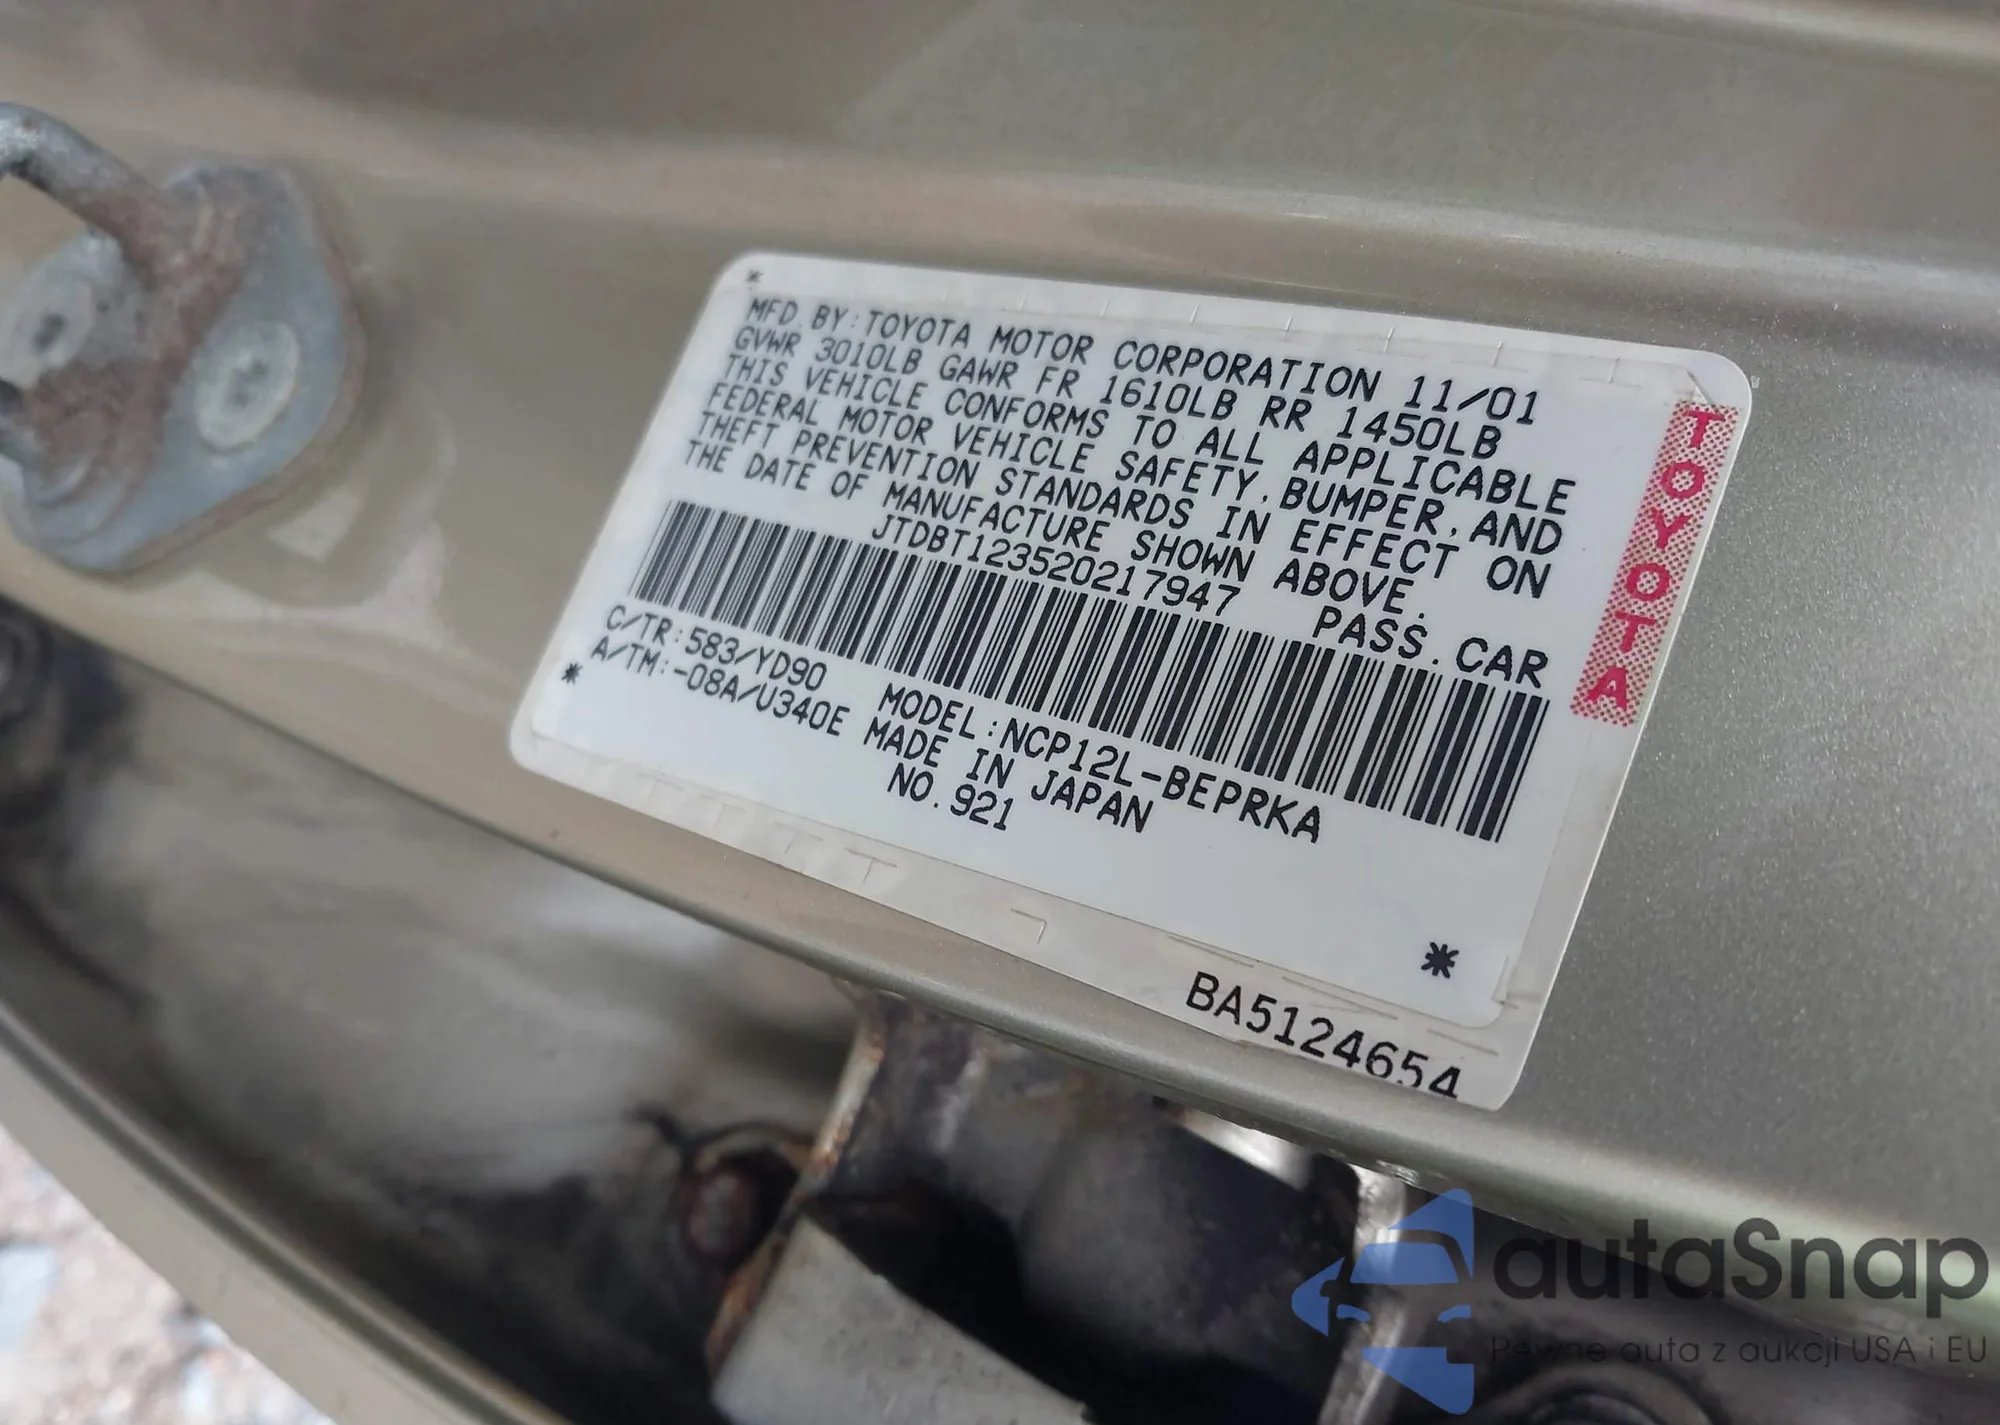 *
MFD. BY: TOYOTA MOTOR CORPORATION 11/01
GVWR 3010LB GAWR FR 1610LB RR 1450LB
THIS VEHICLE CONFORMS TO ALL APPLICABLE
FEDERAL MOTOR VEHICLE SAFETY, BUMPER, AND
THEFT PREVENTION STANDARDS IN EFFECT ON
THE DATE OF MANUFACTURE SHOWN ABOVE.
JTDBT123520217947 PASS. CAR
C/TR: 583/YD90 MODEL: NCP12L-BEPRKA
A/TM: -08A/U340E MADE IN JAPAN
* NO. 921
*
BA5124654
TOYOTA
autaSnap
Pewne auta z aukcji USA i EU